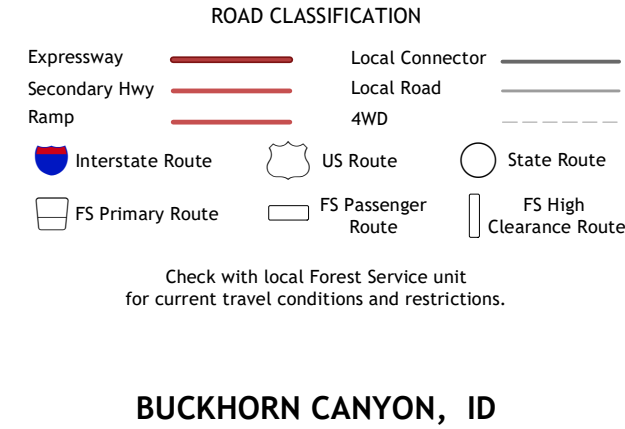 ROAD CLASSIFICATION
Expressway
Local Connector
Secondary Hwy
Local Road
Ramp
4WD
Interstate Route
US Route
State Route
FS Primary Route
FS Passenger
Route
FS High
Clearance Route
Check with local Forest Service unit
for current travel conditions and restrictions.
BUCKHORN CANYON, ID